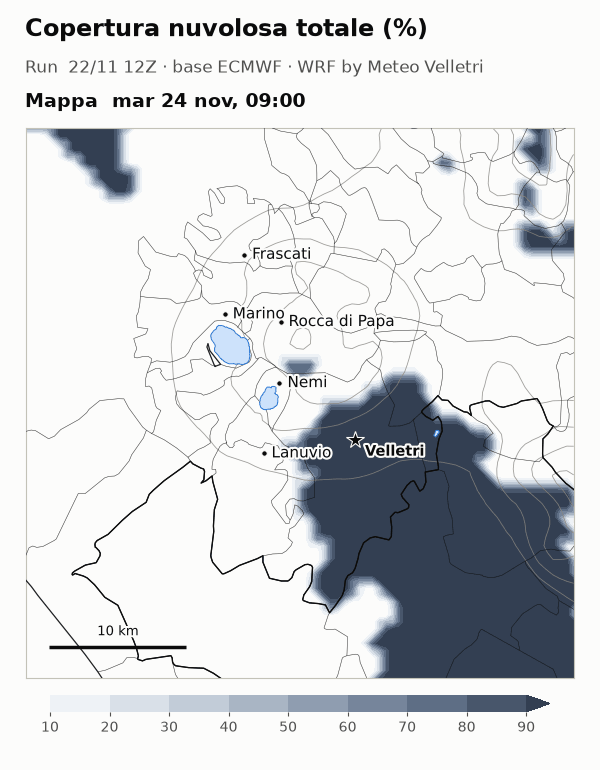 Copertura nuvolosa totale (%)
Run  22/11 12Z · base ECMWF · WRF by Meteo Velletri
Mappa  mar 24 nov, 09:00
Frascati
Marino
Rocca di Papa
Nemi
Velletri
Lanuvio
10 km
10 20 30 40 50 60 70 80 90